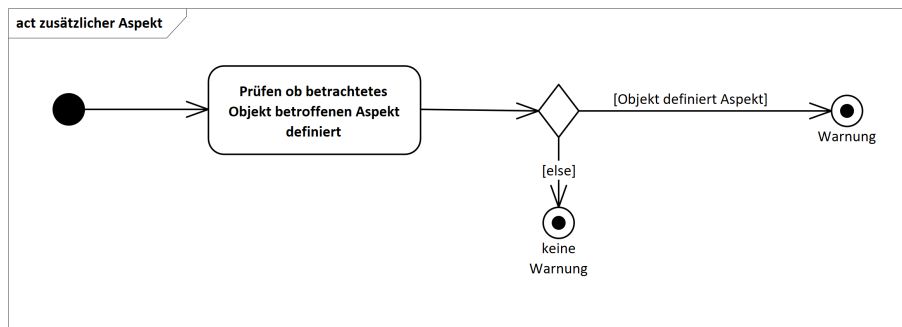 act zusätzlicher Aspekt
Prüfen ob betrachtetes
Objekt betroffenen Aspekt
definiert
[Objekt definiert Aspekt]
Warnung
[else]
keine
Warnung